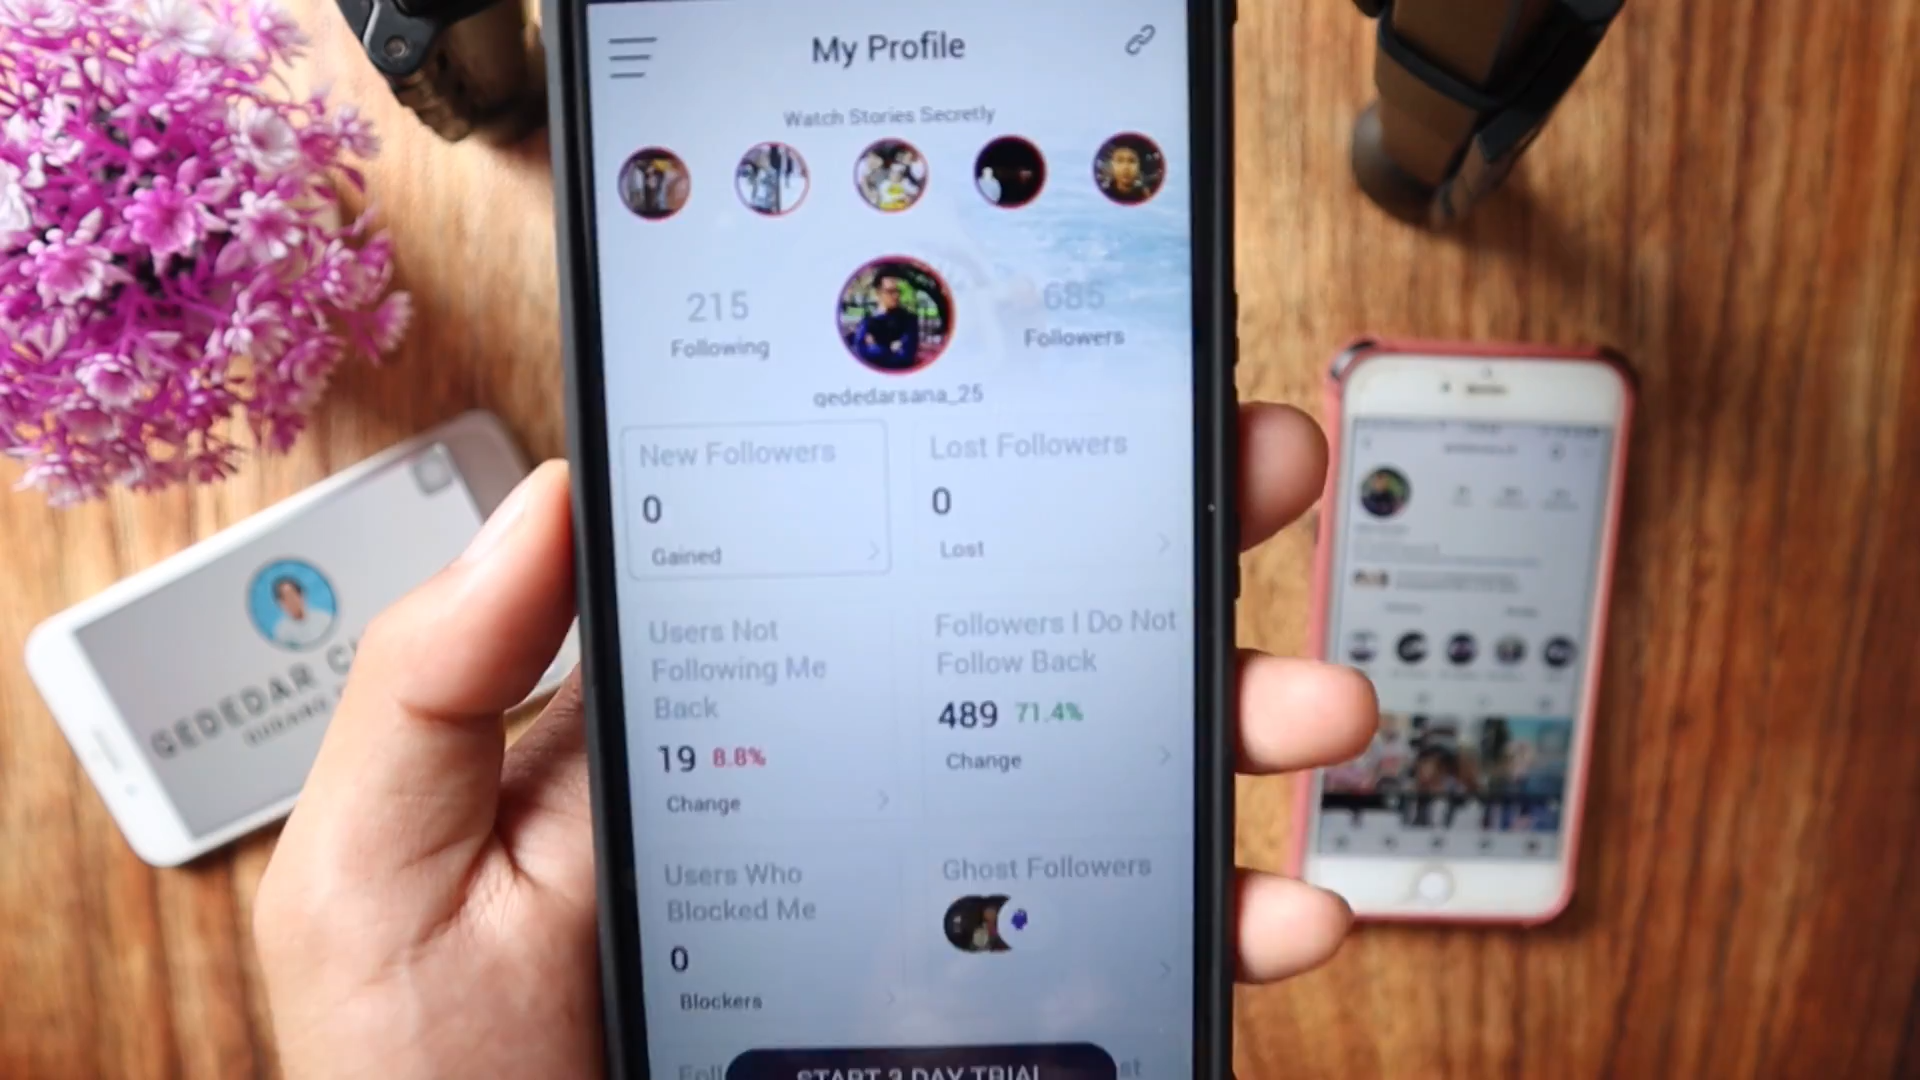 My Profile
Watch Stories Secretly
215
685
Following
Followers
gededarsana_25
New Followers
Lost Followers
0
0
Gained
Lost
Users Not
Following Me
Back
Followers I Do Not
Follow Back
19 8.8%
489 71.4%
Change
Change
Users Who
Blocked Me
Ghost Followers
0
Blockers
START 3 DAY TRIAL
GEDEDAR